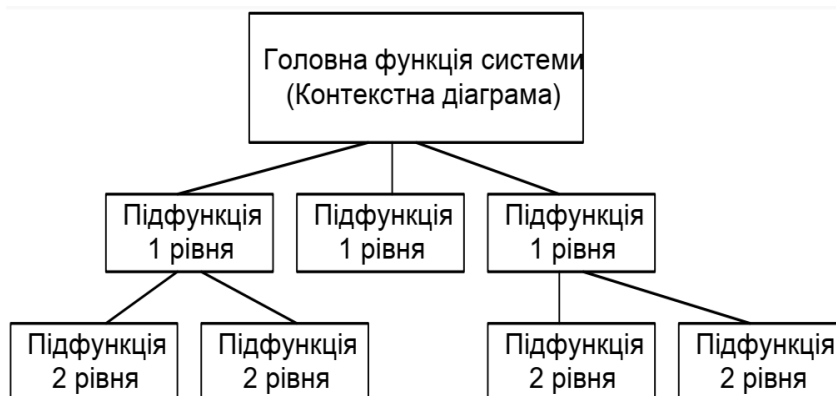 Головна функція системи
(Контекстна діаграма)
Підфункція
1 рівня
Підфункція
1 рівня
Підфункція
1 рівня
Підфункція
2 рівня
Підфункція
2 рівня
Підфункція
2 рівня
Підфункція
2 рівня